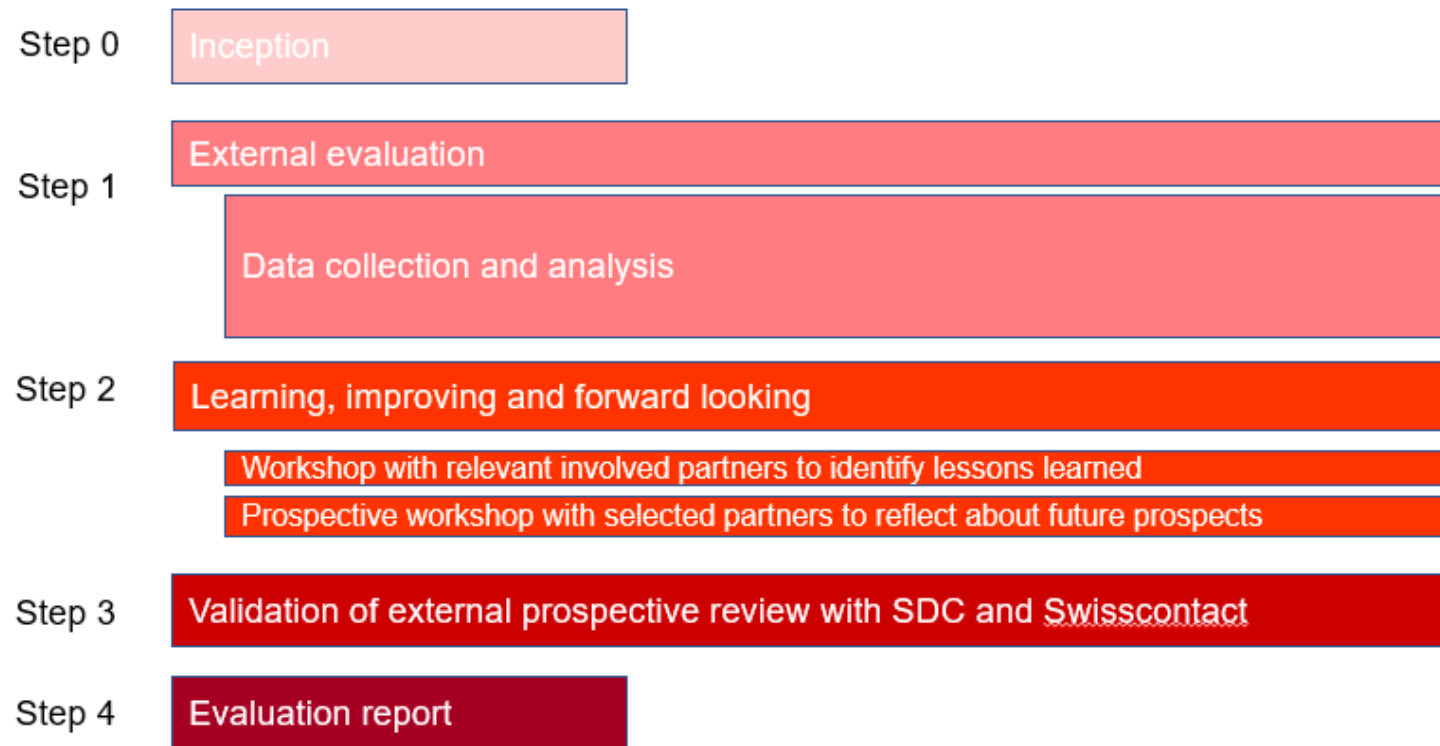 Step 0
Inception
Step 1
External evaluation
Data collection and analysis
Step 2
Learning, improving and forward looking
Workshop with relevant involved partners to identify lessons learned
Prospective workshop with selected partners to reflect about future prospects
Step 3
Validation of external prospective review with SDC and Swisscontact
Step 4
Evaluation report